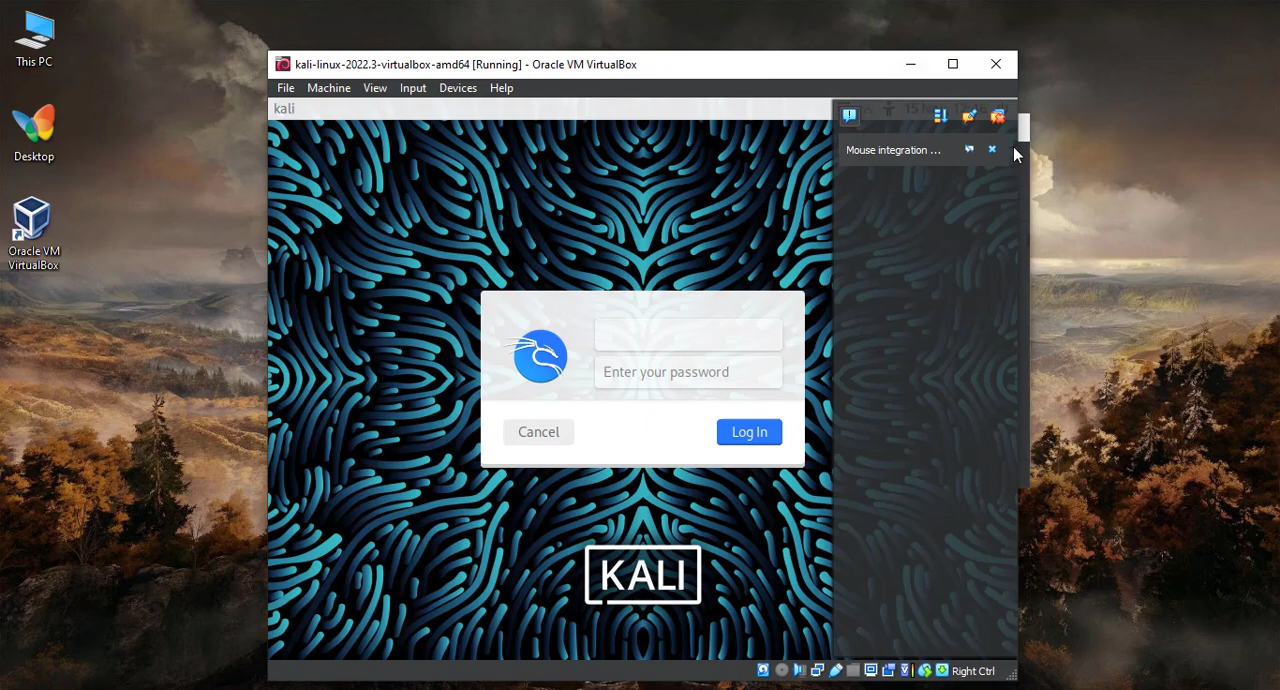 This PC
Desktop
Oracle VM
VirtualBox
kali-linux-2022.3-virtualbox-amd64 [Running] - Oracle VM VirtualBox
File Machine View Input Devices Help
kali
Mouse integration ...
Enter your password
Cancel
Log In
KALI
Right Ctrl